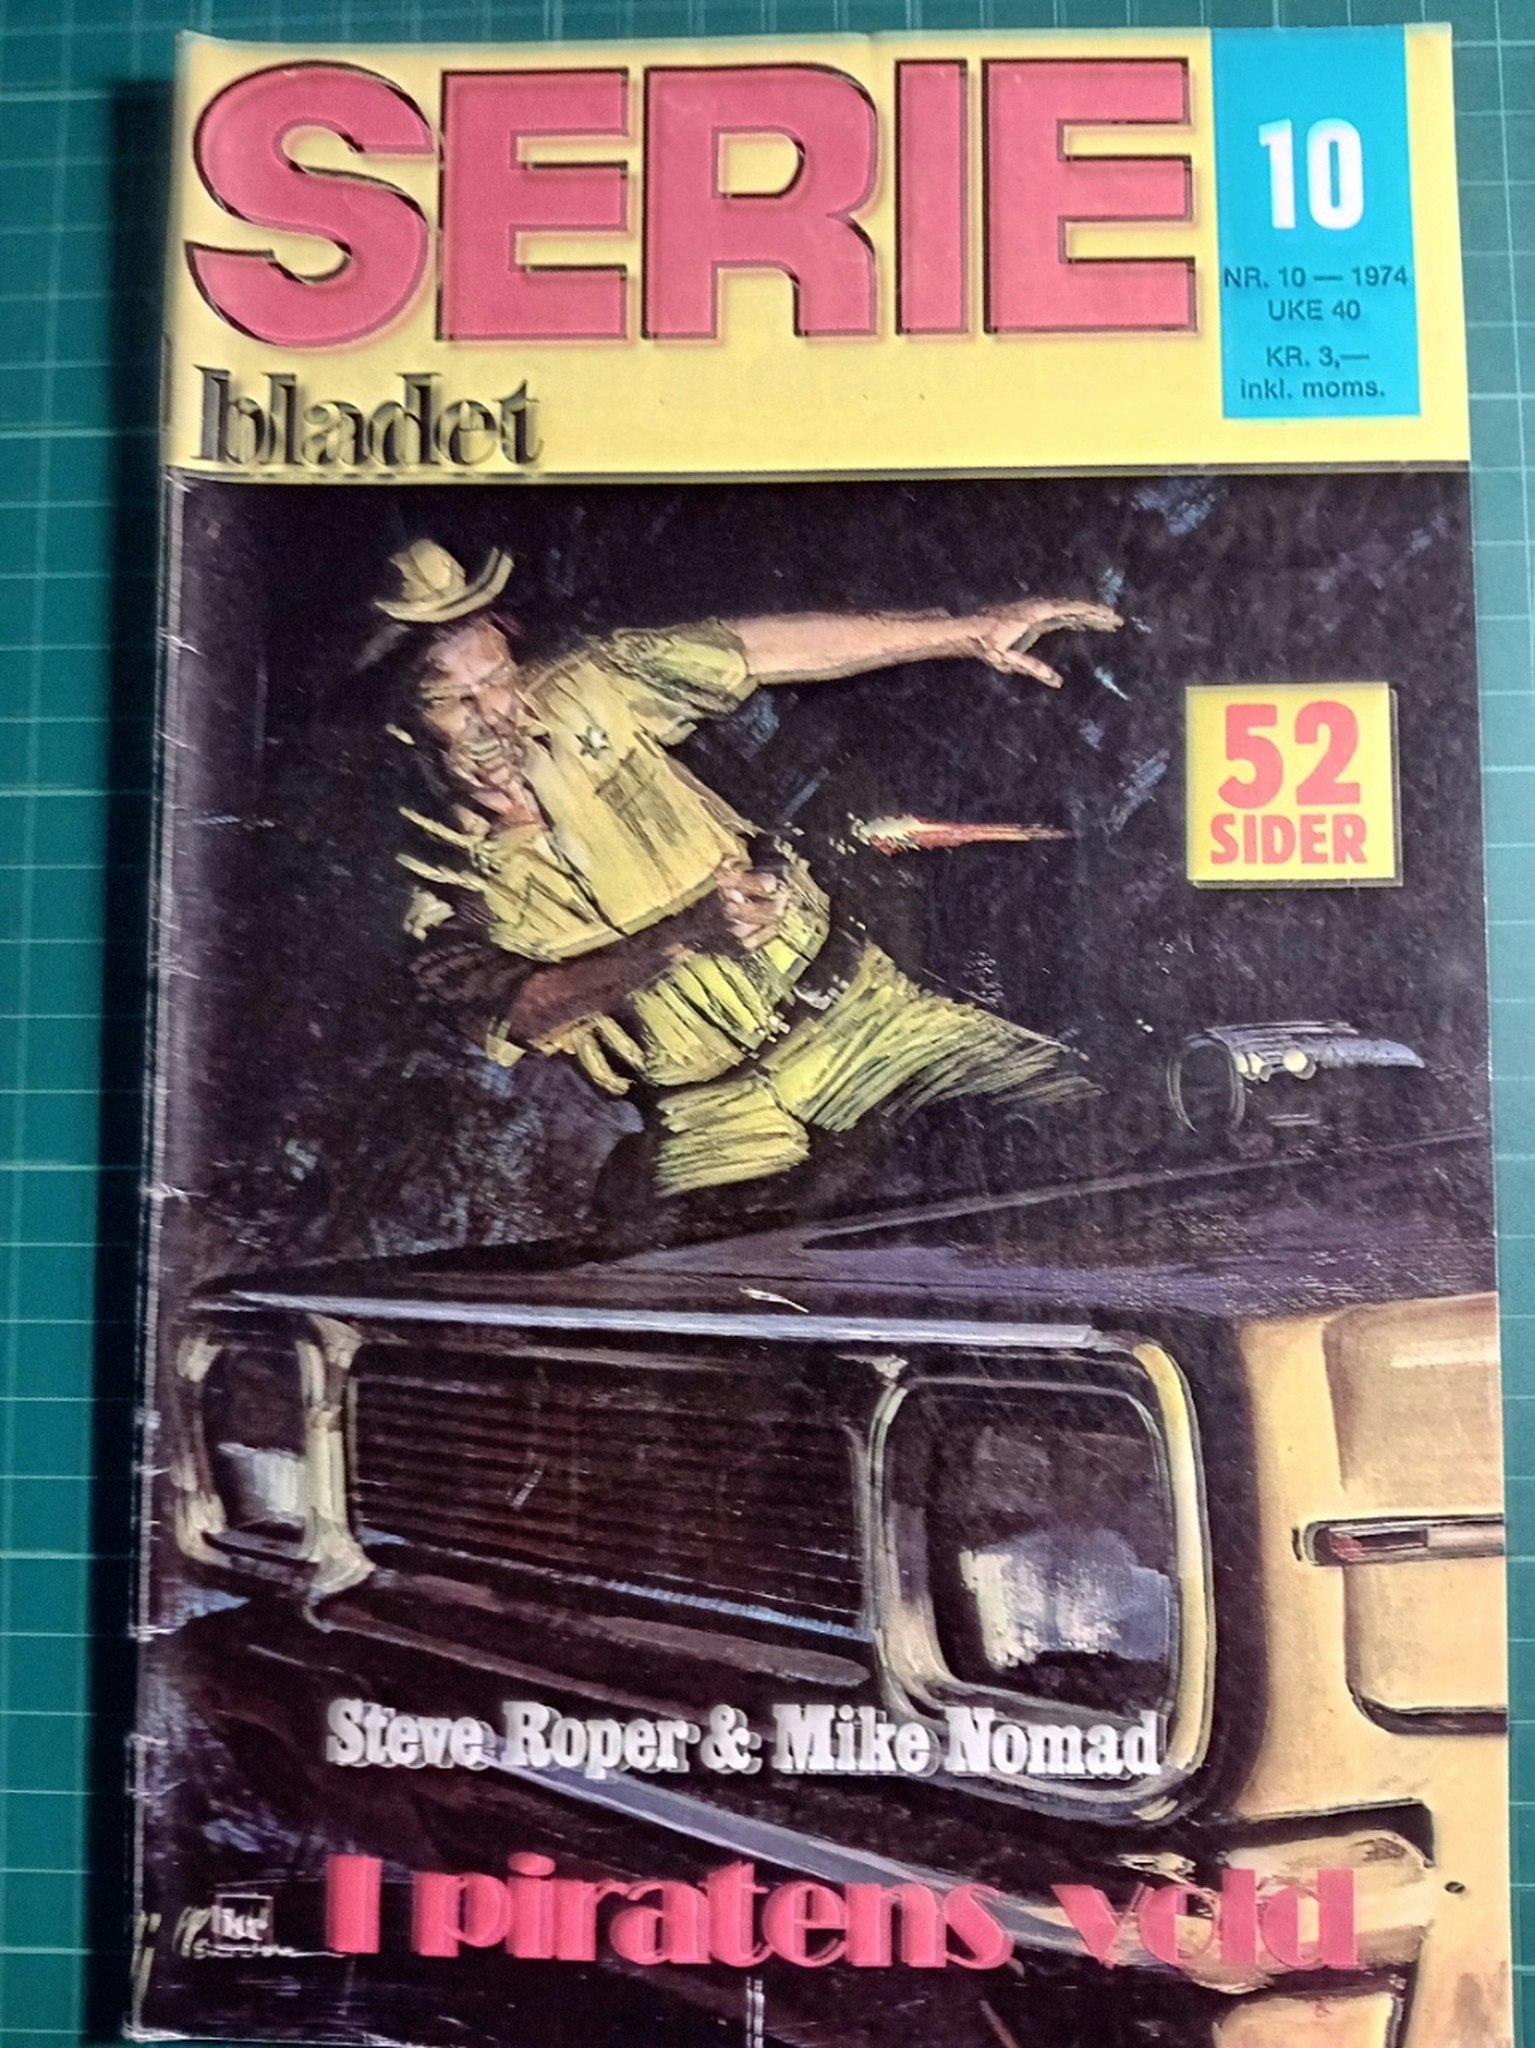 SERIE
bladet
10
NR. 10 — 1974
UKE 40
KR. 3,—
inkl. moms.
52
SIDER
Steve Roper & Mike Nomad
I piratens vold